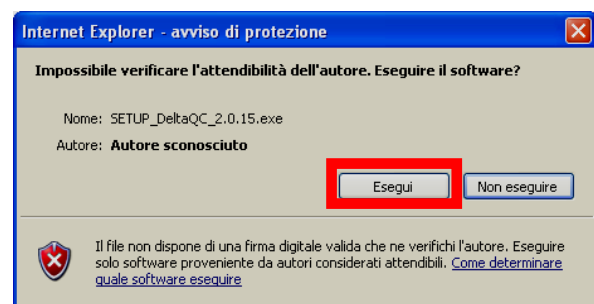 Internet Explorer - avviso di protezione
Impossibile verificare l'attendibilità dell'autore. Eseguire il software?
Nome: SETUP_DeltaQC_2.0.15.exe
Autore: Autore sconosciuto
Esegui Non eseguire
Il file non dispone di una firma digitale valida che ne verifichi l'autore. Eseguire
solo software proveniente da autori considerati attendibili. Come determinare
quale software eseguire